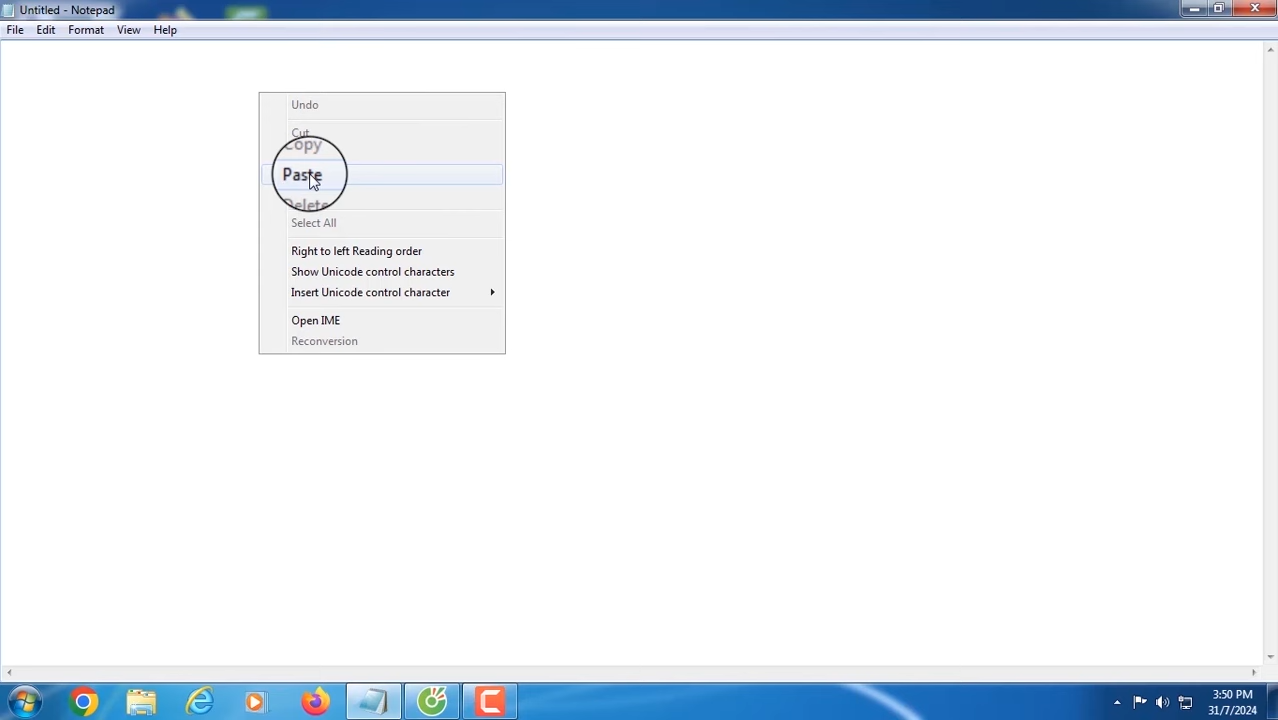 Untitled - Notepad
File Edit Format View Help
Undo
Cut
Copy
Paste
Delete
Select All
Right to left Reading order
Show Unicode control characters
Insert Unicode control character
Open IME
Reconversion
3:50 PM
31/7/2024